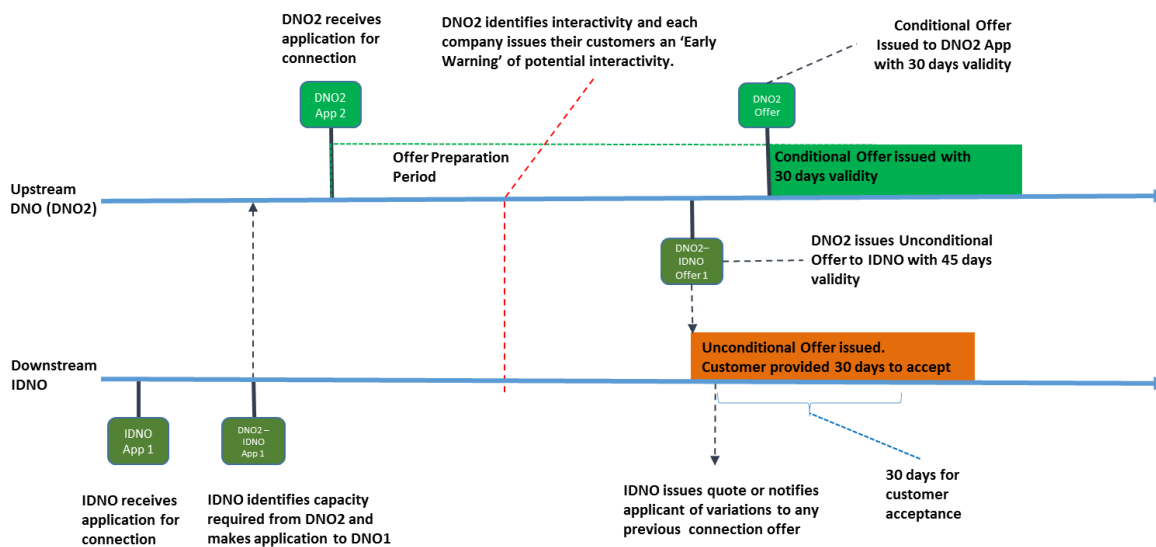 DNO2 receives
application for
connection
DNO2 identifies interactivity and each
company issues their customers an ‘Early
Warning’ of potential interactivity.
Conditional Offer
Issued to DNO2 App
with 30 days validity
DNO2
App 2
DNO2
Offer
Offer Preparation
Period
Conditional Offer issued with
30 days validity
Upstream
DNO (DNO2)
DNO2–
IDNO
Offer 1
DNO2 issues Unconditional
Offer to IDNO with 45 days
validity
Unconditional Offer issued.
Customer provided 30 days to accept
Downstream
IDNO
IDNO
App 1
DNO2–
IDNO
App 1
IDNO receives
application for
connection
IDNO identifies capacity
required from DNO2 and
makes application to DNO1
IDNO issues quote or notifies
applicant of variations to any
previous connection offer
30 days for
customer
acceptance